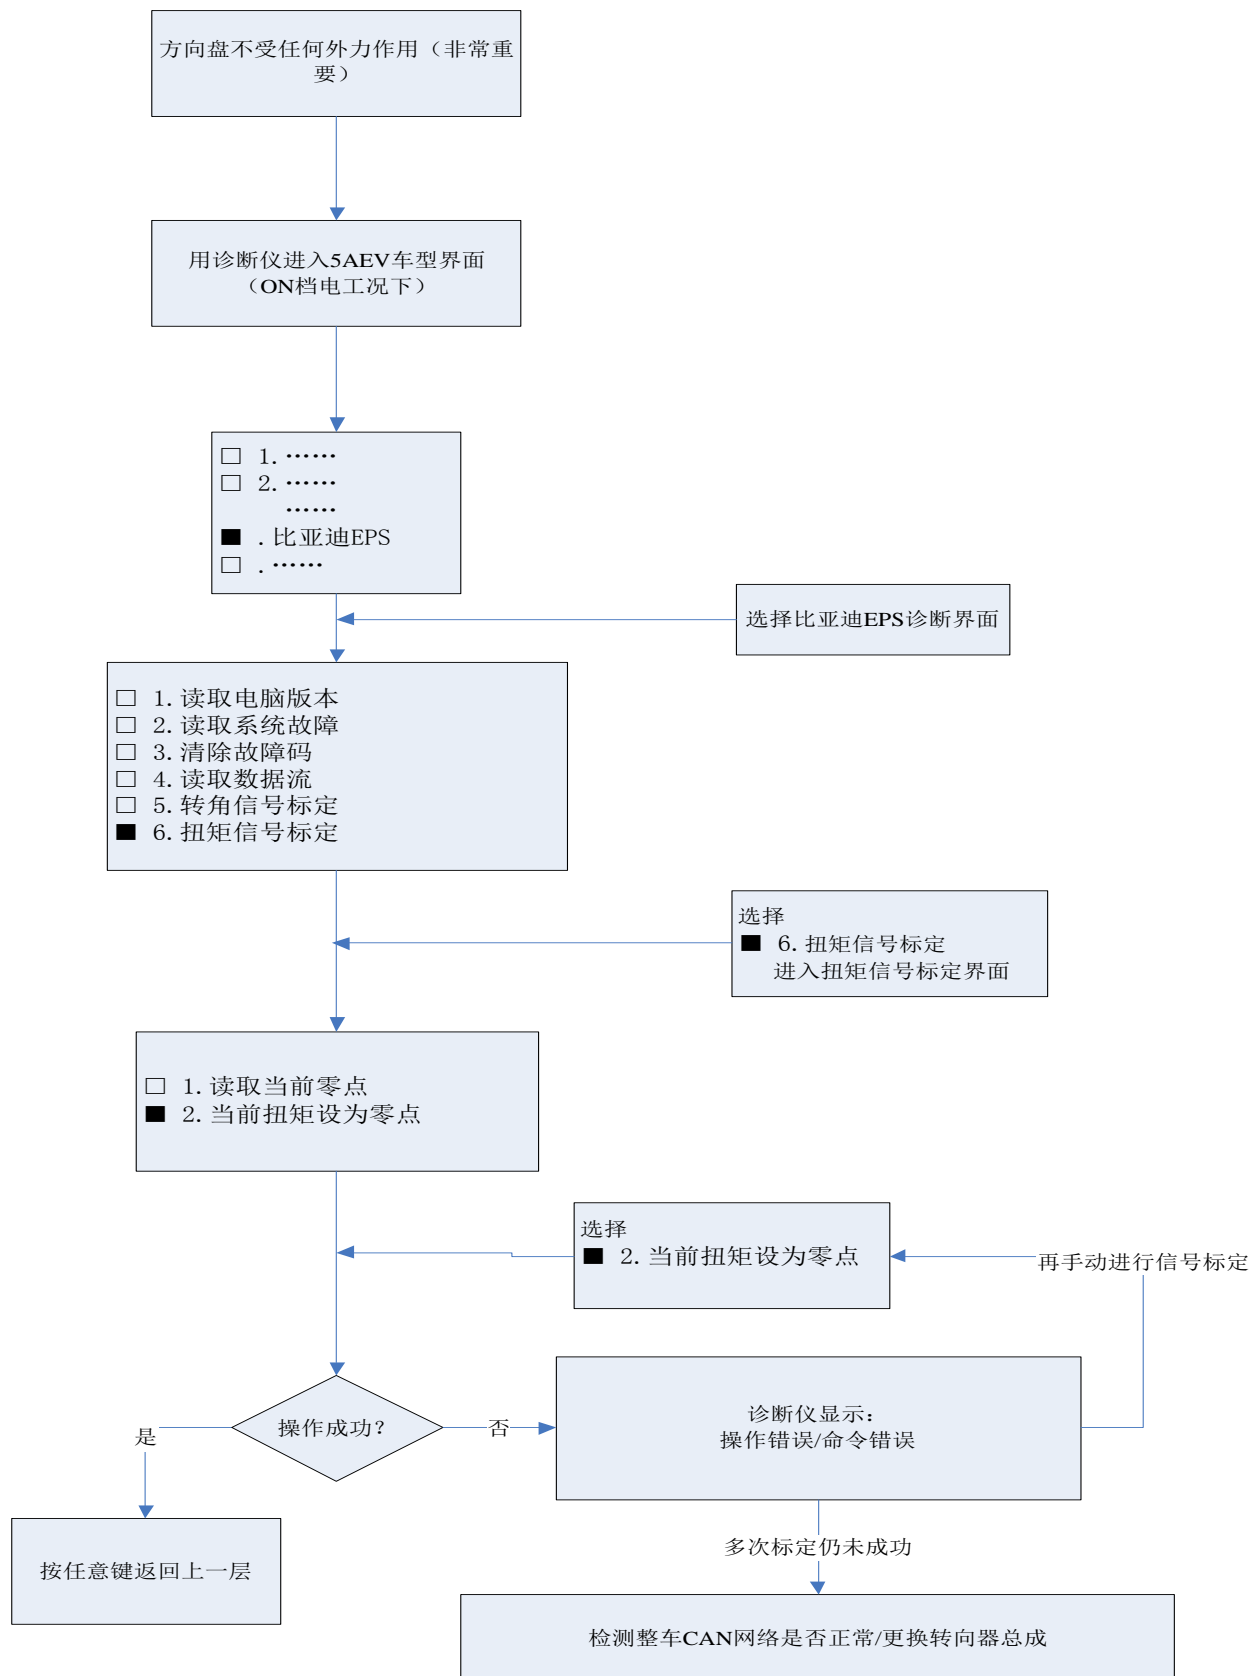 方向盘不受任何外力作用（非常重
要）
用诊断仪进入5AEV车型界面
（ON档电工况下）
□ 1.……
□ 2.……
……
■ .比亚迪EPS
□ .……
选择比亚迪EPS诊断界面
□ 1.读取电脑版本
□ 2.读取系统故障
□ 3.清除故障码
□ 4.读取数据流
□ 5.转角信号标定
■ 6.扭矩信号标定
选择
■ 6.扭矩信号标定
进入扭矩信号标定界面
□ 1.读取当前零点
■ 2.当前扭矩设为零点
选择
■ 2.当前扭矩设为零点
再手动进行信号标定
操作成功？
是
否
诊断仪显示：
操作错误/命令错误
按任意键返回上一层
多次标定仍未成功
检测整车CAN网络是否正常/更换转向器总成